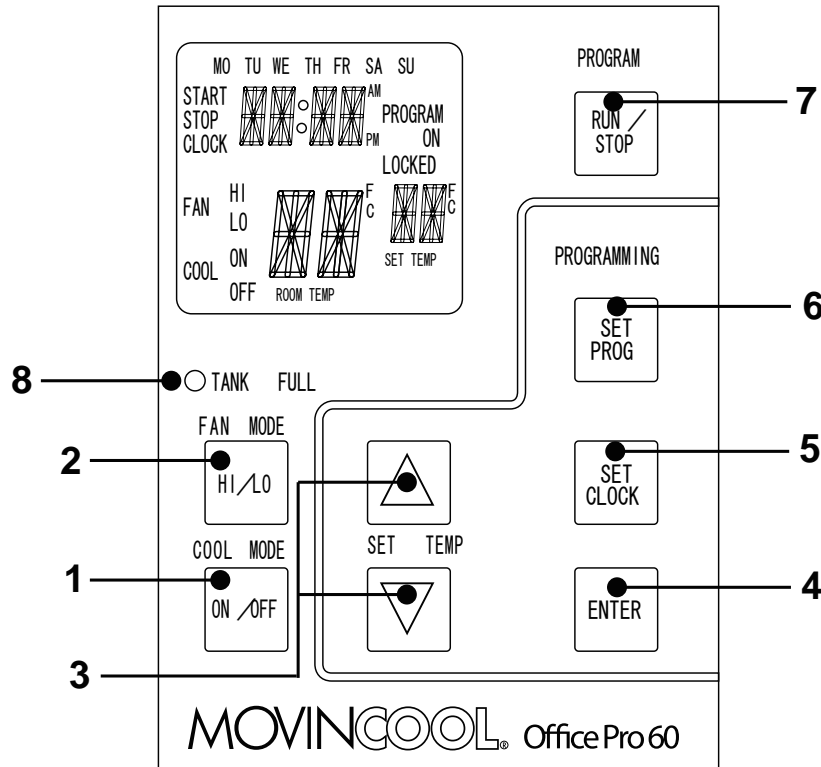 MO TU WE TH FR SA SU
START
STOP
CLOCK
AM
PM
PROGRAM
ON
LOCKED
FAN
HI
LO
COOL
ON
OFF
F
C
ROOM TEMP
F
C
SET TEMP
PROGRAM
RUN /
STOP
7
PROGRAMMING
SET
PROG
6
8
TANK FULL
FAN MODE
2
HI/LO
SET
CLOCK
5
COOL MODE
1
ON/OFF
SET TEMP
3
ENTER
4
MOVINCOOL® Office Pro 60